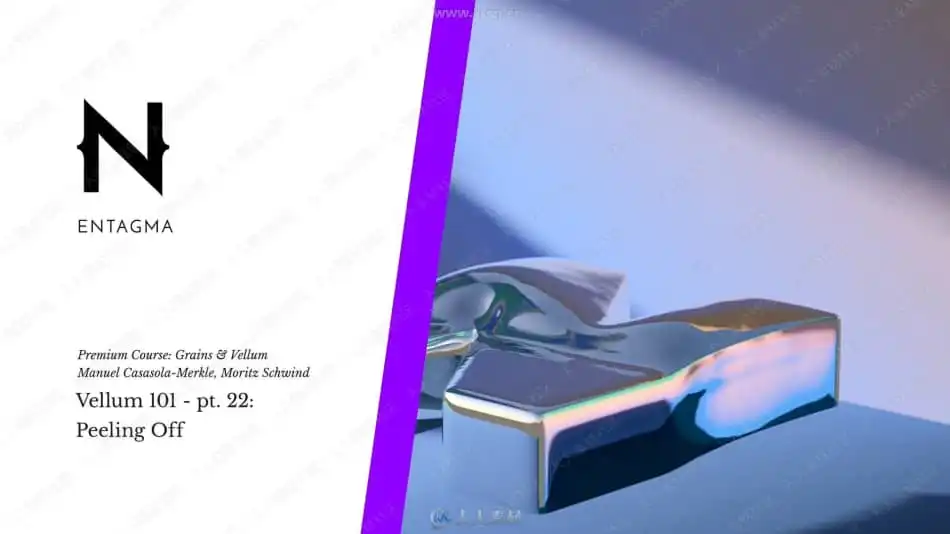 ENTAGMA
Premium Course: Grains & Vellum
Manuel Casasola-Merkle, Moritz Schwind
Vellum 101 - pt. 22:
Peeling Off